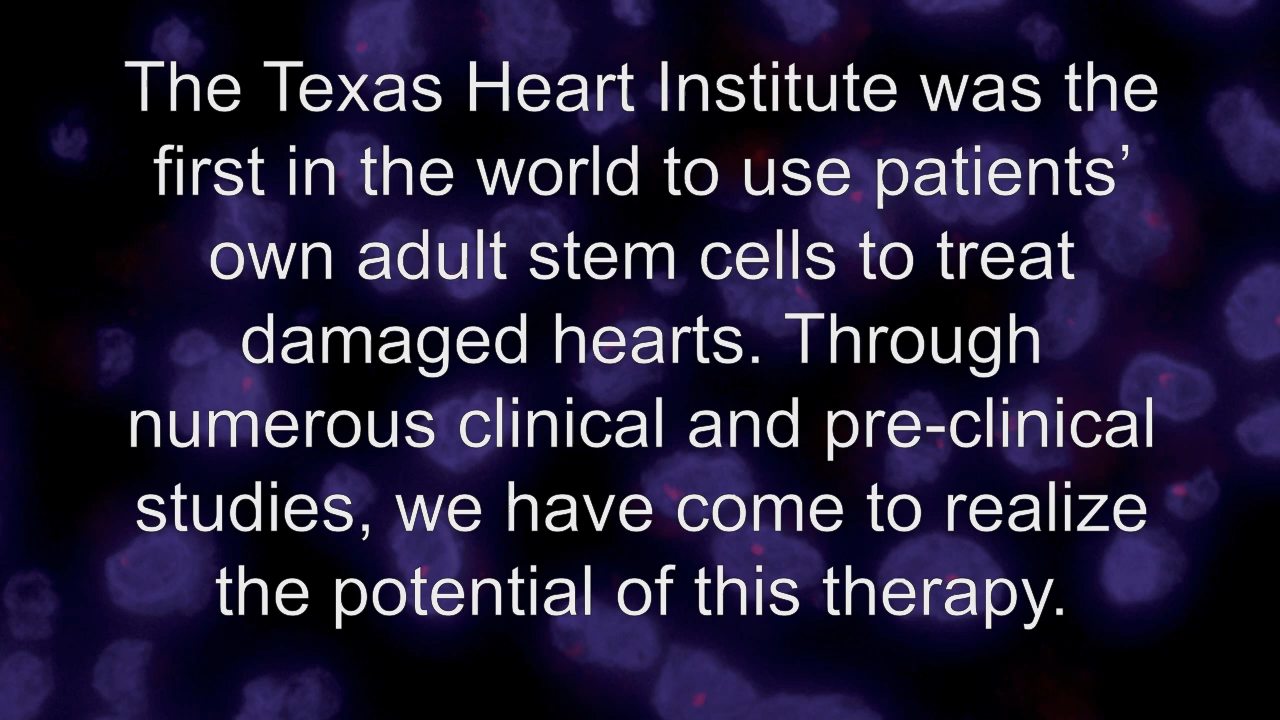 The Texas Heart Institute was the
first in the world to use patients’
own adult stem cells to treat
damaged hearts. Through
numerous clinical and pre-clinical
studies, we have come to realize
the potential of this therapy.